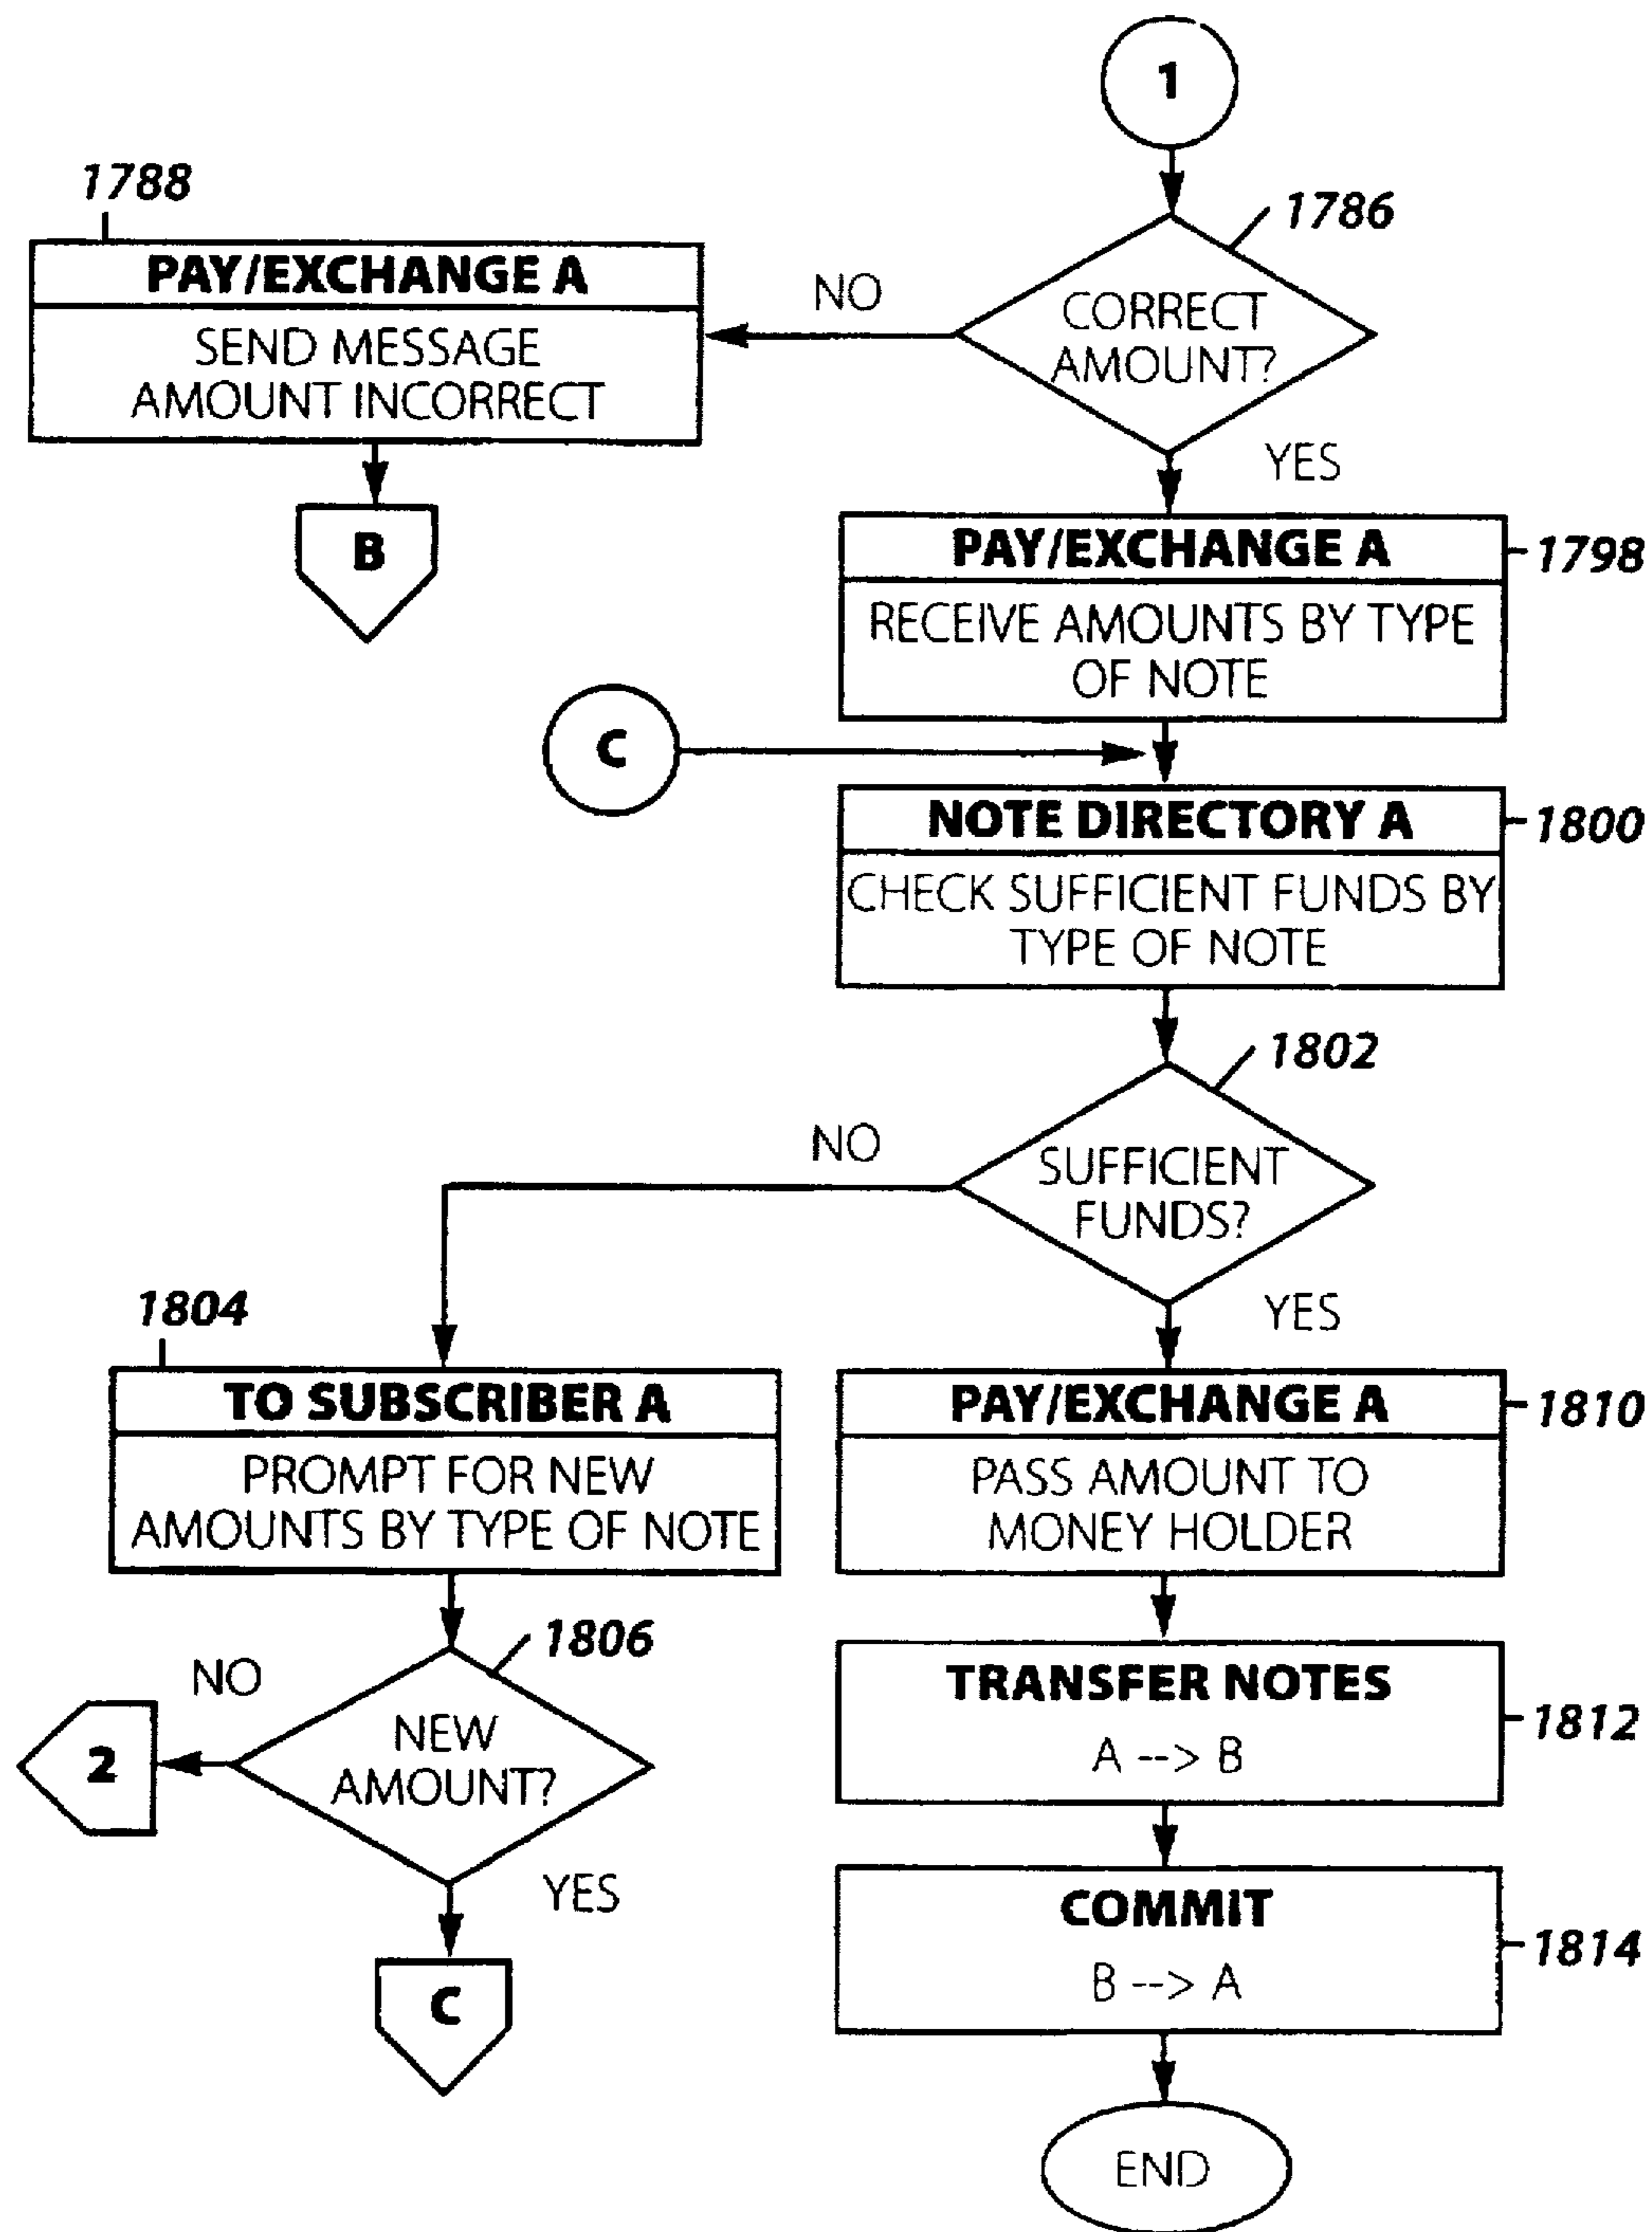 1
1786
CORRECT
AMOUNT?
NO
1788
PAY/EXCHANGE A
SEND MESSAGE
AMOUNT INCORRECT
B
YES
PAY/EXCHANGE A
1798
RECEIVE AMOUNTS BY TYPE
OF NOTE
C
NOTE DIRECTORY A
1800
CHECK SUFFICIENT FUNDS BY
TYPE OF NOTE
1802
SUFFICIENT
FUNDS?
NO
1804
TO SUBSCRIBER A
PROMPT FOR NEW
AMOUNTS BY TYPE OF NOTE
1806
NEW
AMOUNT?
NO
2
YES
C
YES
PAY/EXCHANGE A
1810
PASS AMOUNT TO
MONEY HOLDER
TRANSFER NOTES
1812
A --> B
COMMIT
1814
B --> A
END